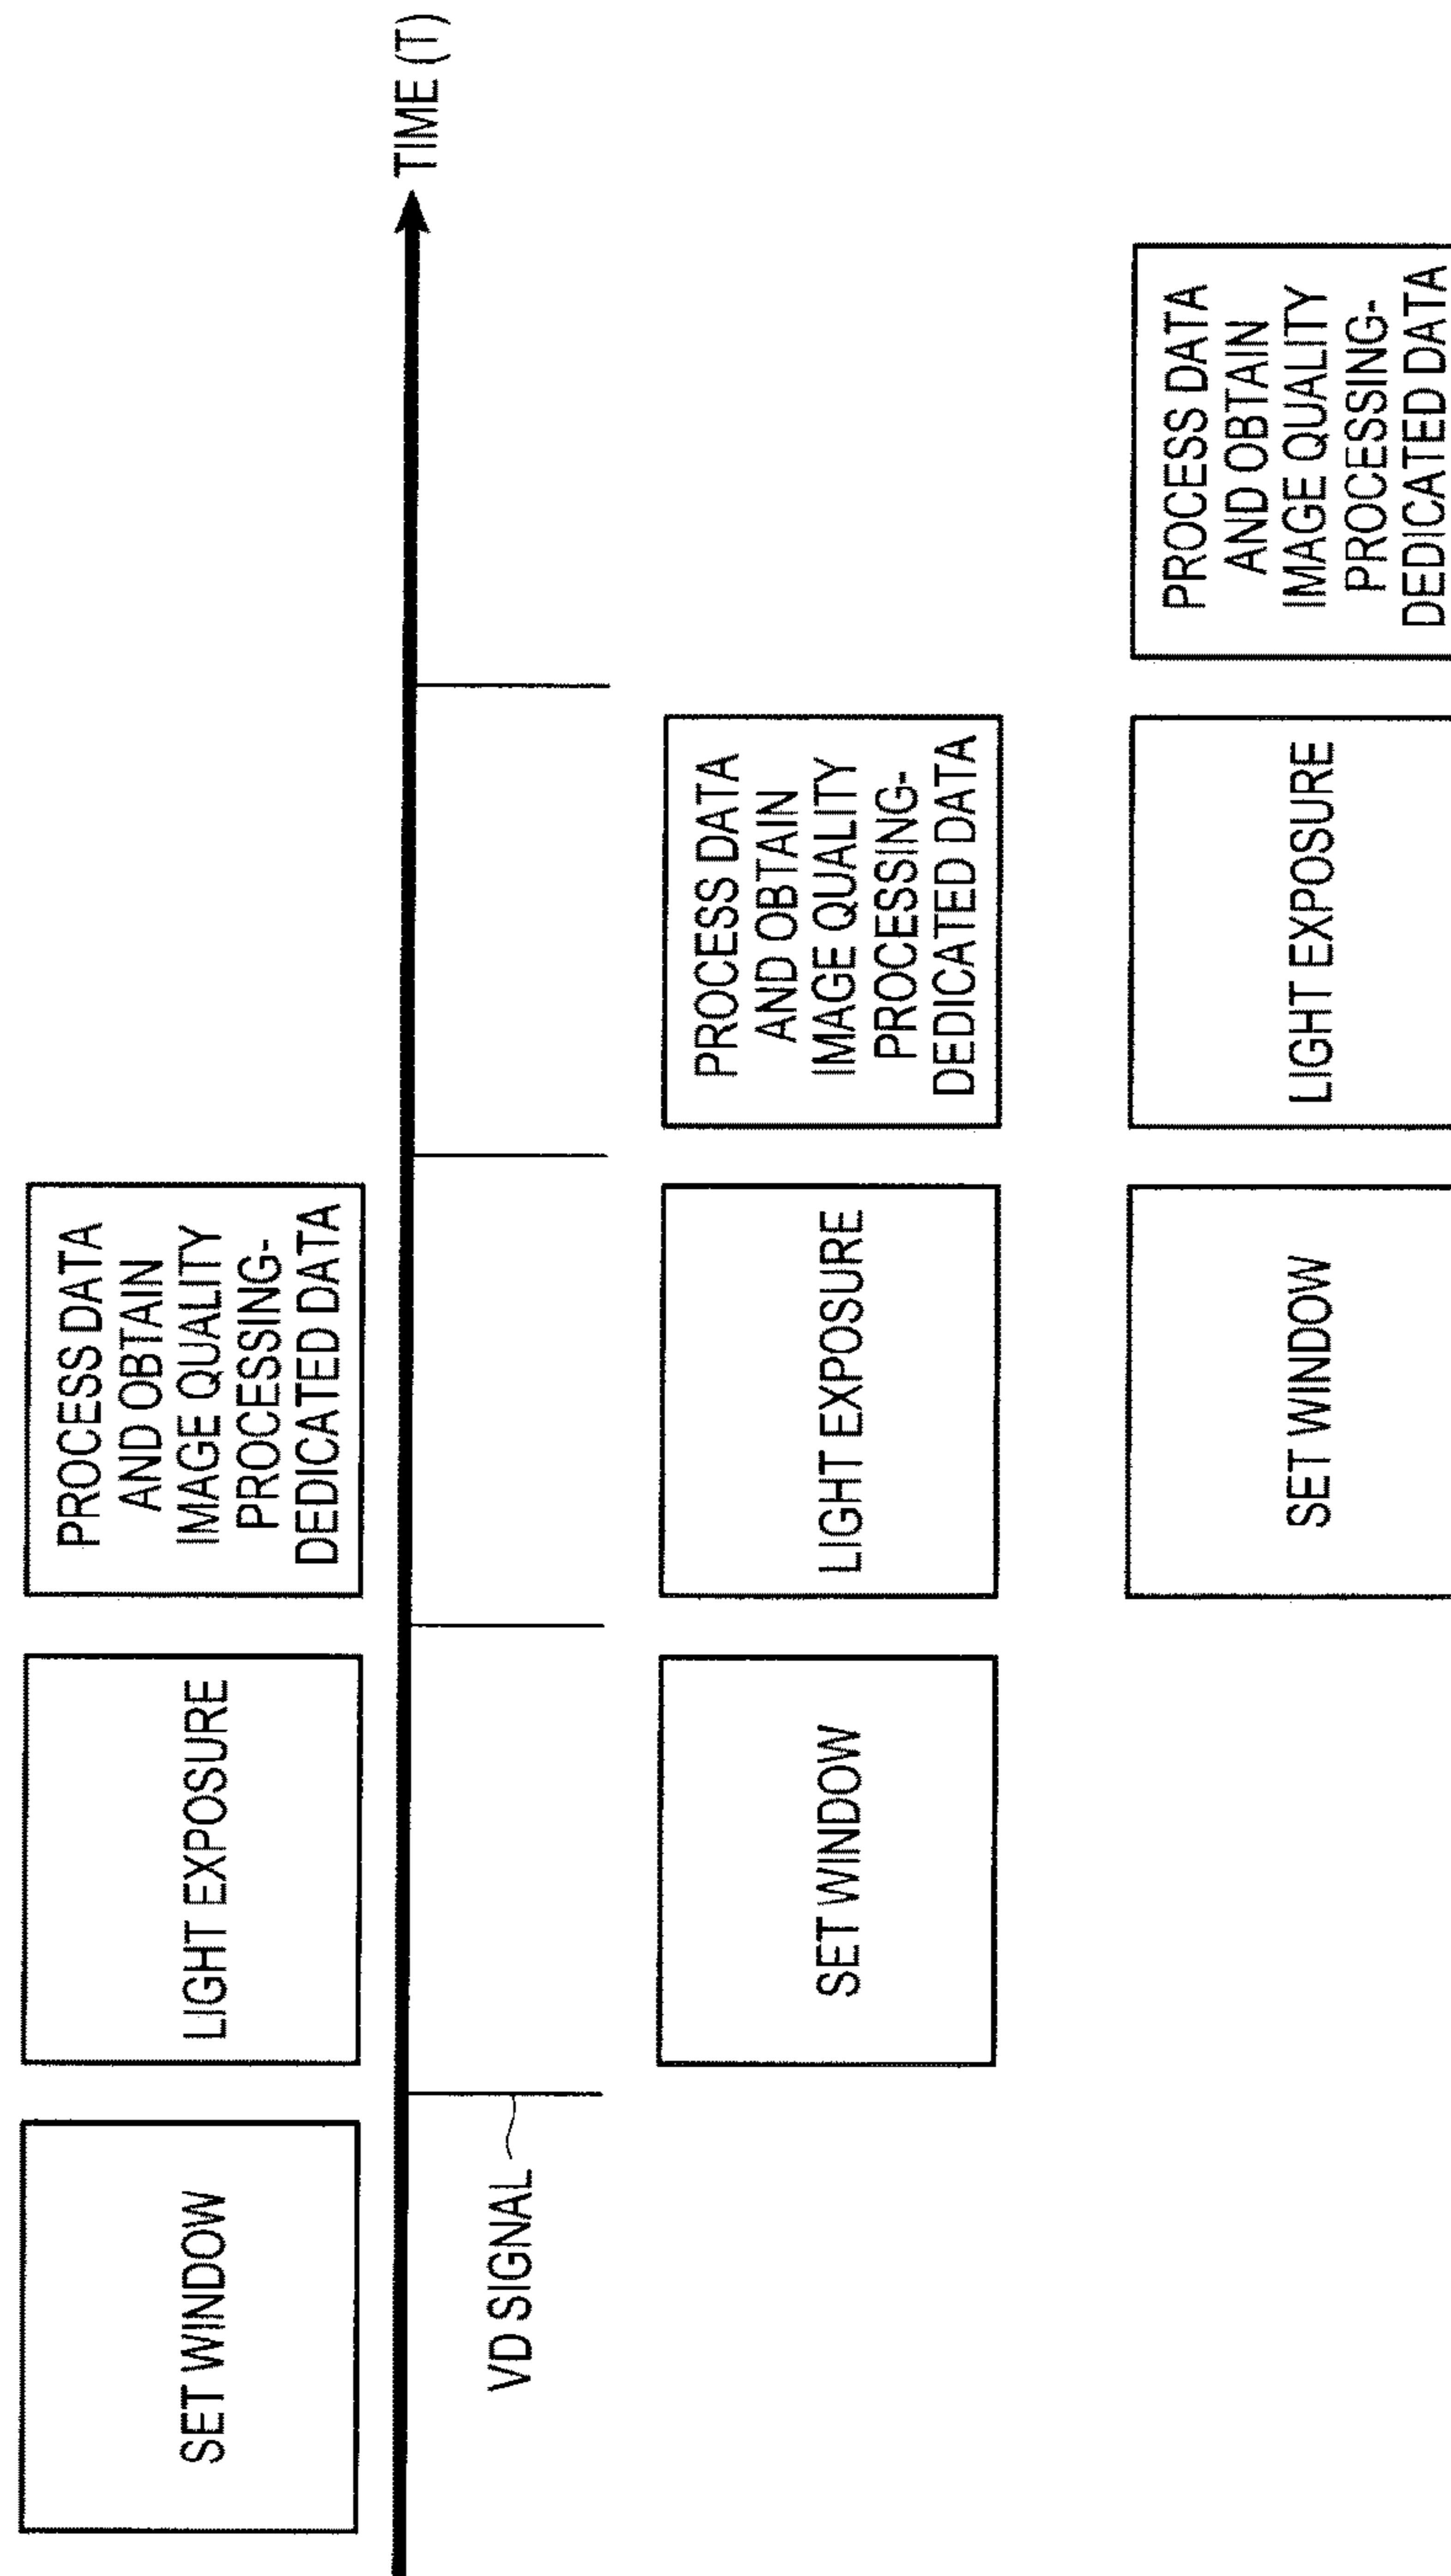 SET WINDOW
LIGHT EXPOSURE
PROCESS DATA
AND OBTAIN
IMAGE QUALITY
PROCESSING-
DEDICATED DATA
TIME (T)
VD SIGNAL
SET WINDOW
LIGHT EXPOSURE
PROCESS DATA
AND OBTAIN
IMAGE QUALITY
PROCESSING-
DEDICATED DATA
SET WINDOW
LIGHT EXPOSURE
PROCESS DATA
AND OBTAIN
IMAGE QUALITY
PROCESSING-
DEDICATED DATA